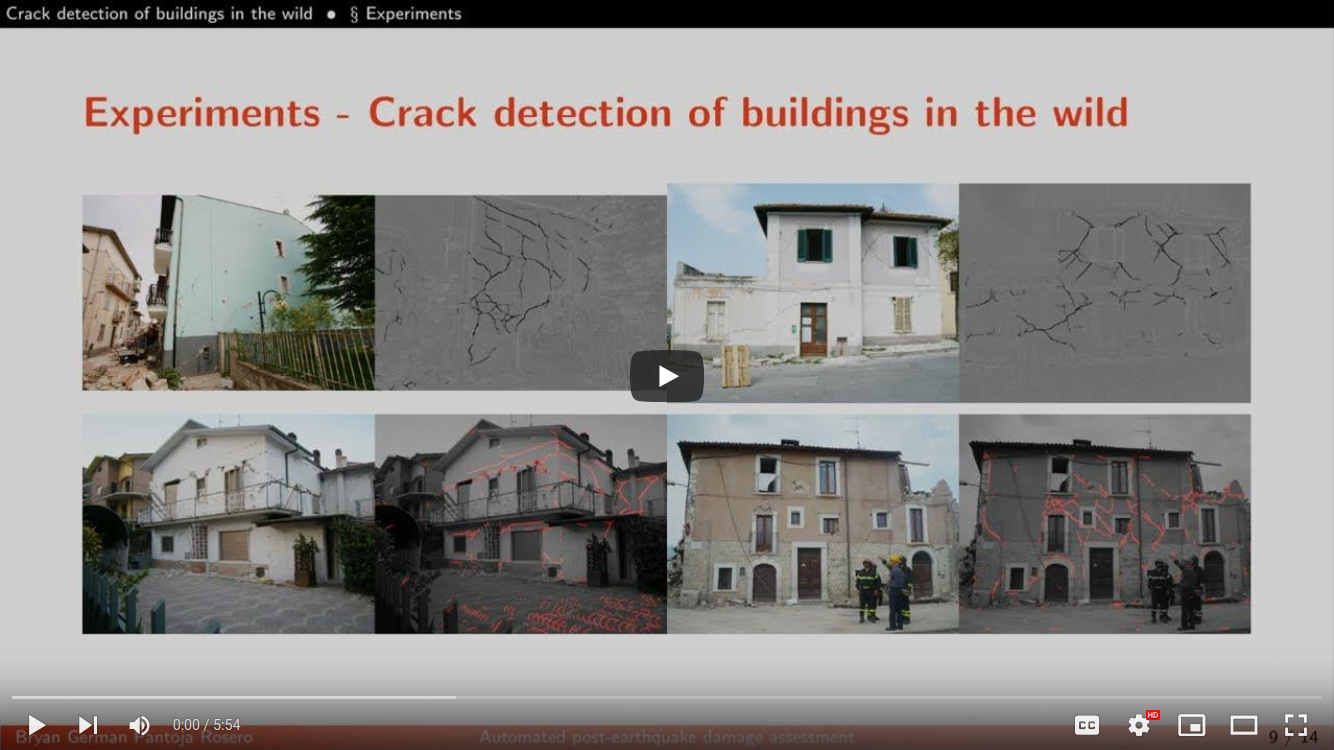 Crack detection of buildings in the wild ● § Experiments
Experiments - Crack detection of buildings in the wild
0:00 / 5:54
CC
HD
Bryan German Pantoja Rosero
Automated post-earthquake damage assessment
9 / 14